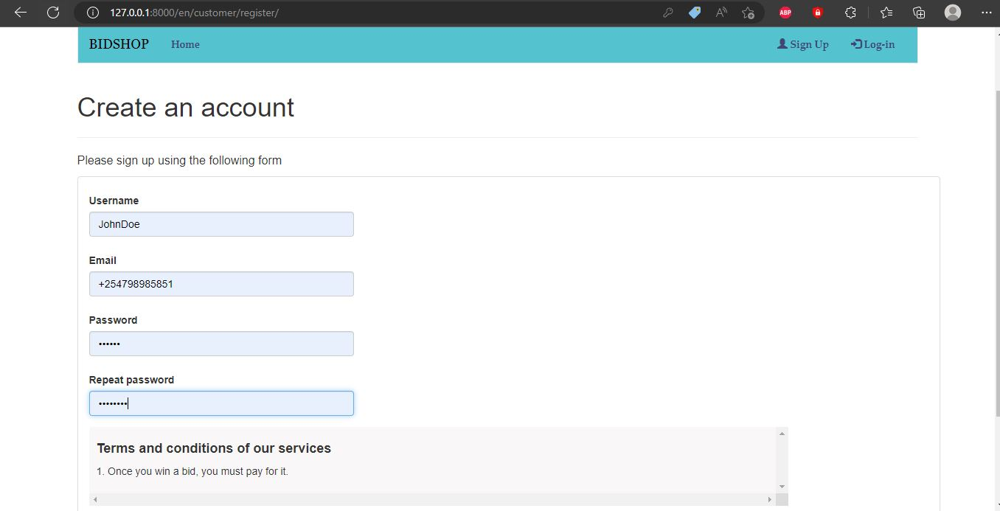 127.0.0.1:8000/en/customer/register/
ABP
BIDSHOP Home Sign Up Log-in
Create an account
Please sign up using the following form
Username
JohnDoe
Email
+254798985851
Password
••••••
Repeat password
••••••••
Terms and conditions of our services
1. Once you win a bid, you must pay for it.